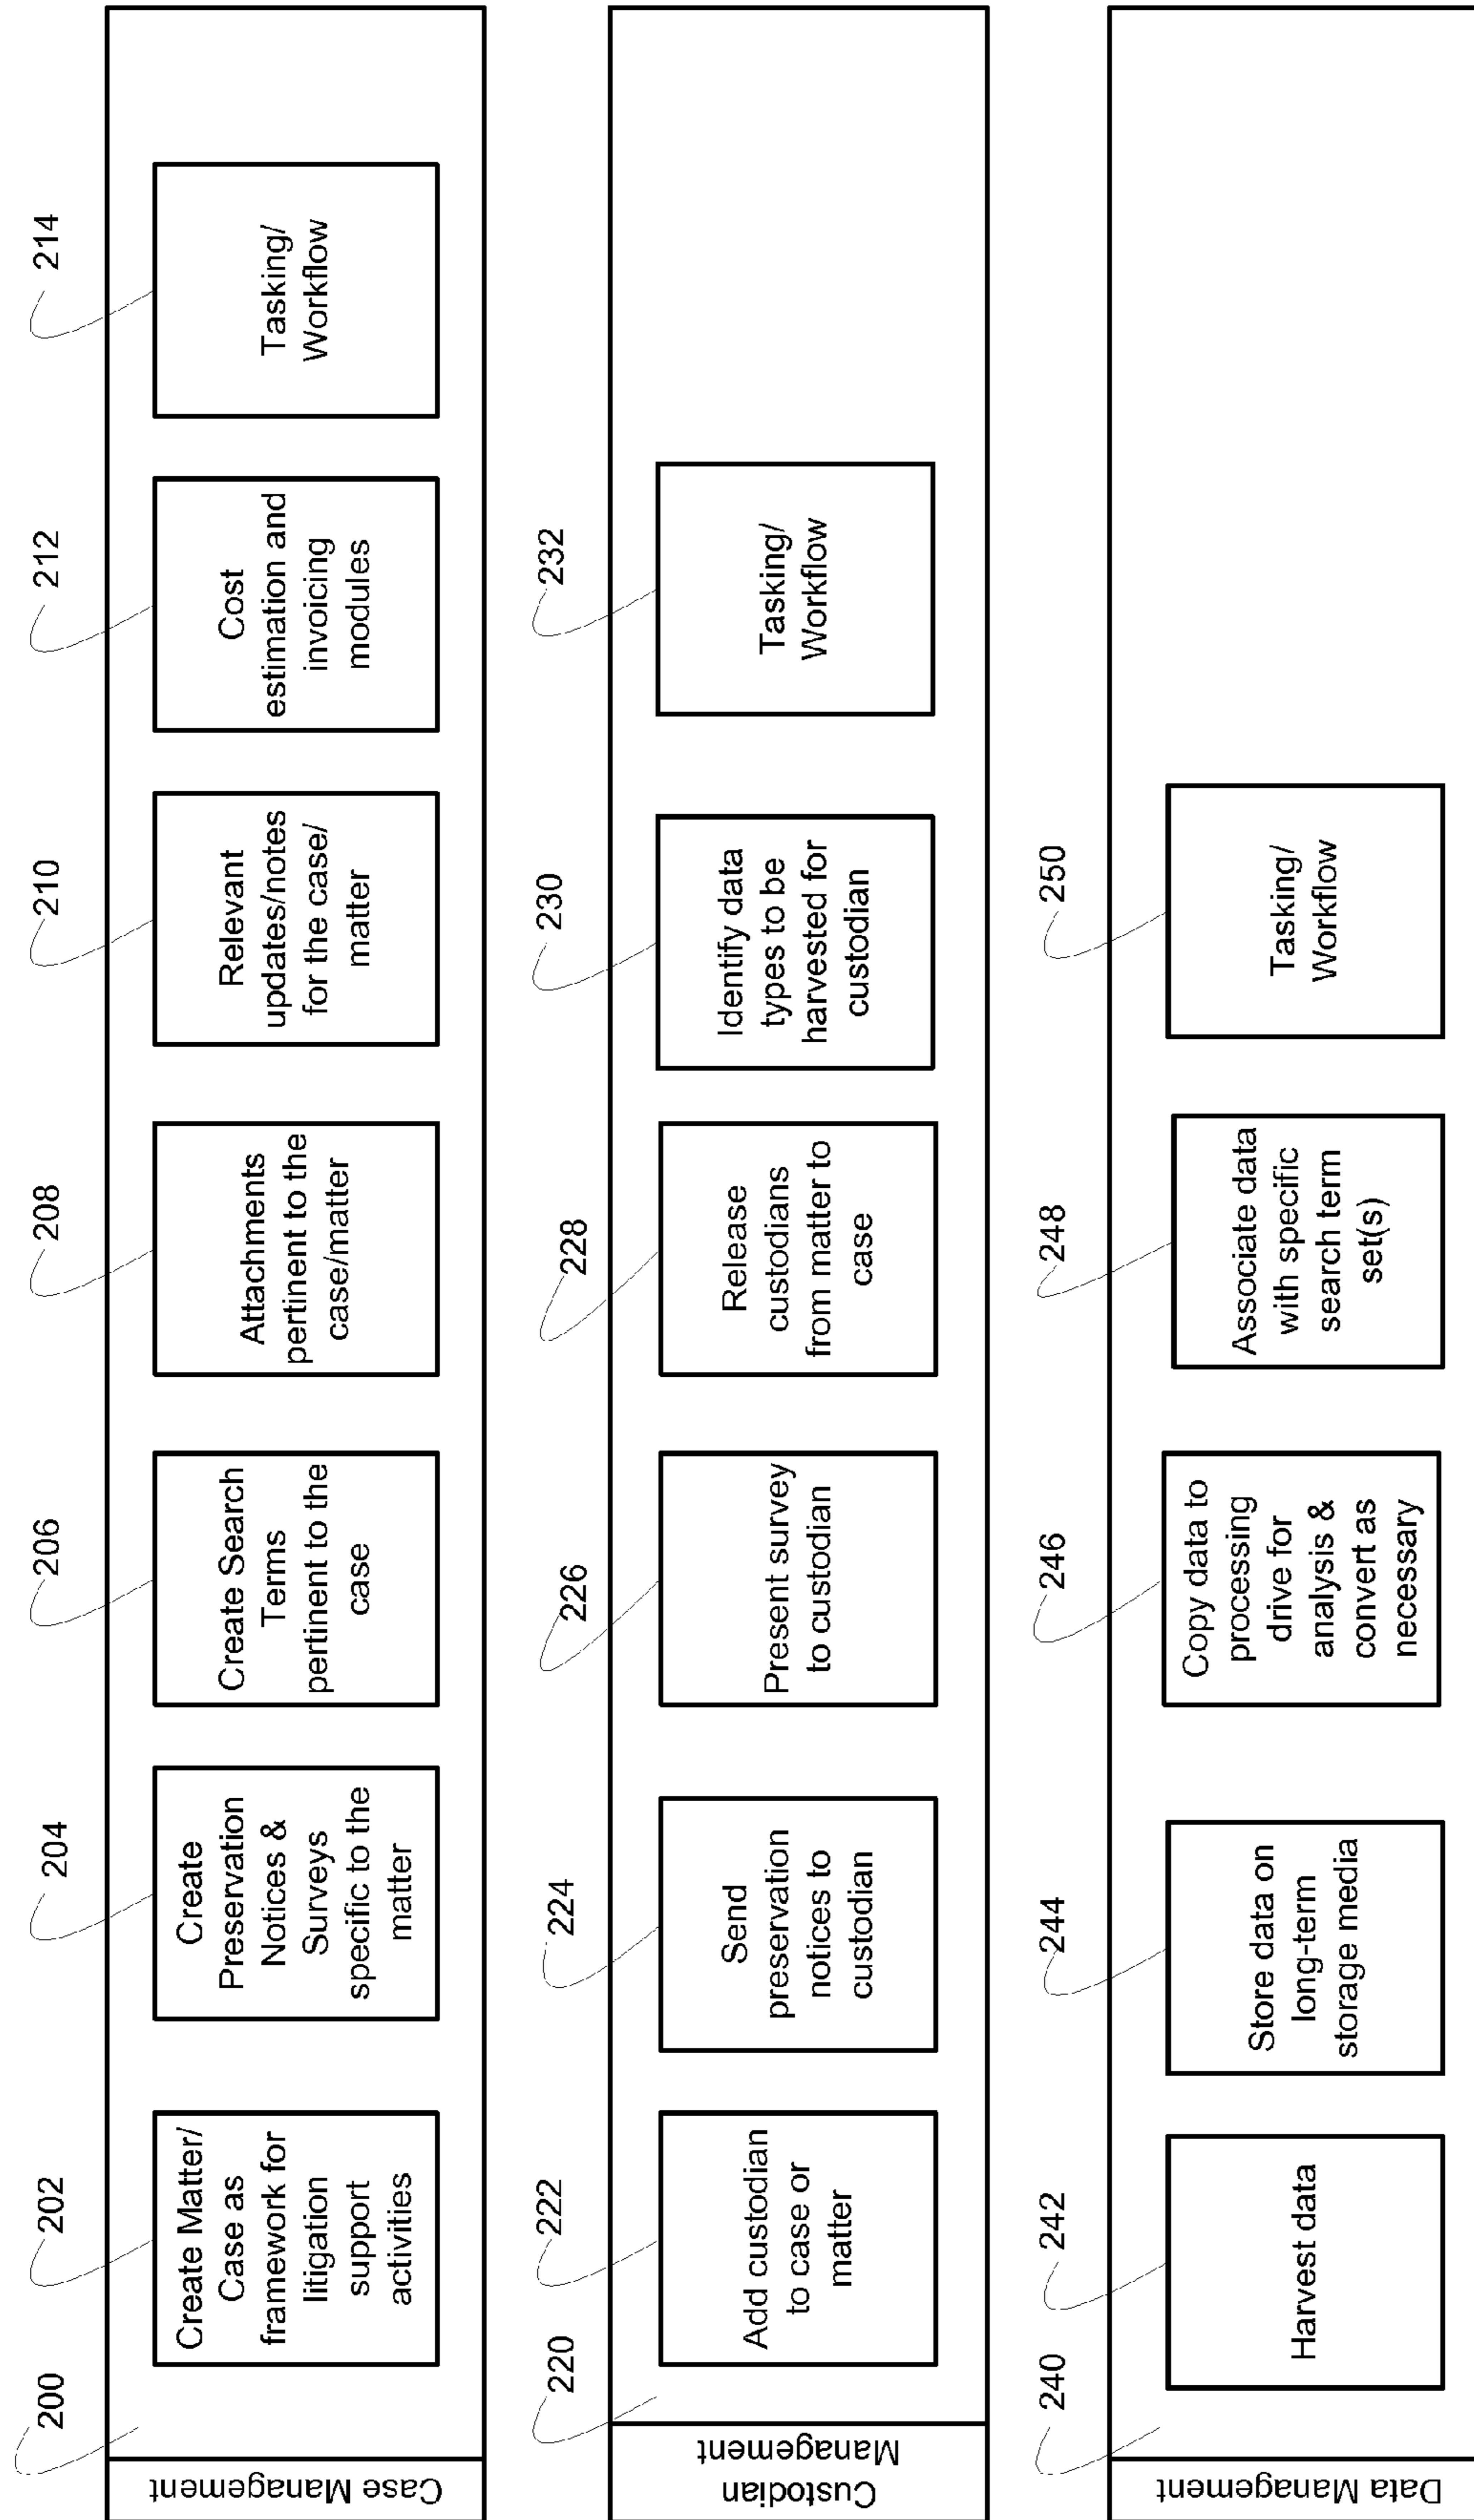 200
202
204
206
208
210
212
214
Case Management
Create Matter/
Case as
framework for
litigation
support
activities
Create
Preservation
Notices &
Surveys
specific to the
matter
Create Search
Terms
pertinent to the
case
Attachments
pertinent to the
case/matter
Relevant
updates/notes
for the case/
matter
Cost
estimation and
invoicing
modules
Tasking/
Workflow
220
222
224
226
228
230
232
Custodian
Management
Add custodian
to case or
matter
Send
preservation
notices to
custodian
Present survey
to custodian
Release
custodians
from matter to
case
Identify data
types to be
harvested for
custodian
Tasking/
Workflow
240
242
244
246
248
250
Data Management
Harvest data
Store data on
long-term
storage media
Copy data to
processing
drive for
analysis &
convert as
necessary
Associate data
with specific
search term
set(s)
Tasking/
Workflow